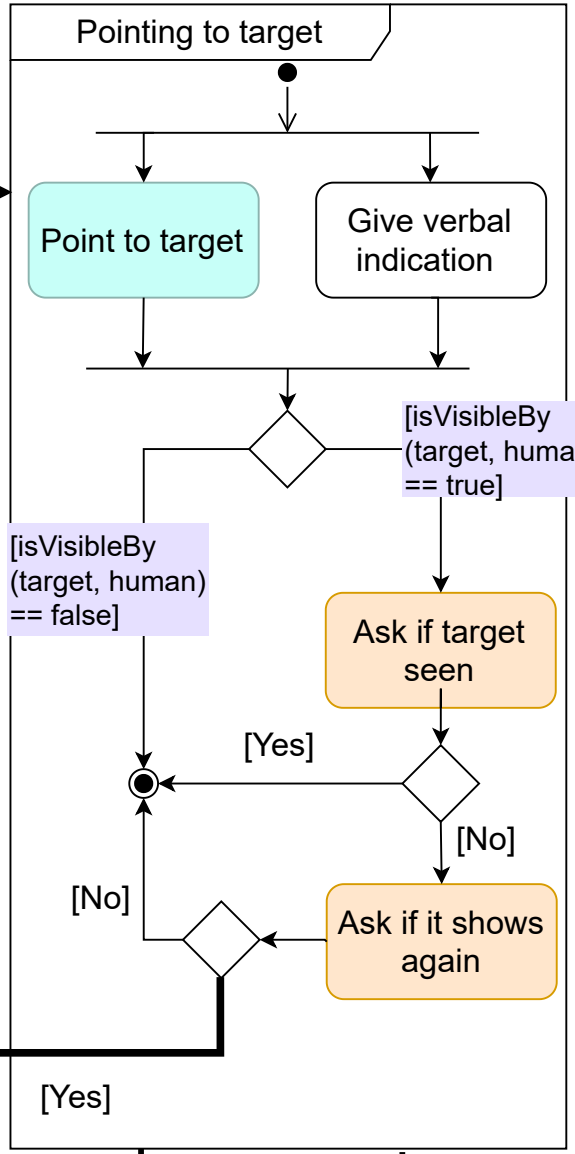 Pointing to target
Point to target
Give verbal
indication
[isVisibleBy
(target, huma
== true]
[isVisibleBy
(target, human)
== false]
Ask if target
seen
[Yes]
[No]
[No]
Ask if it shows
again
[Yes]